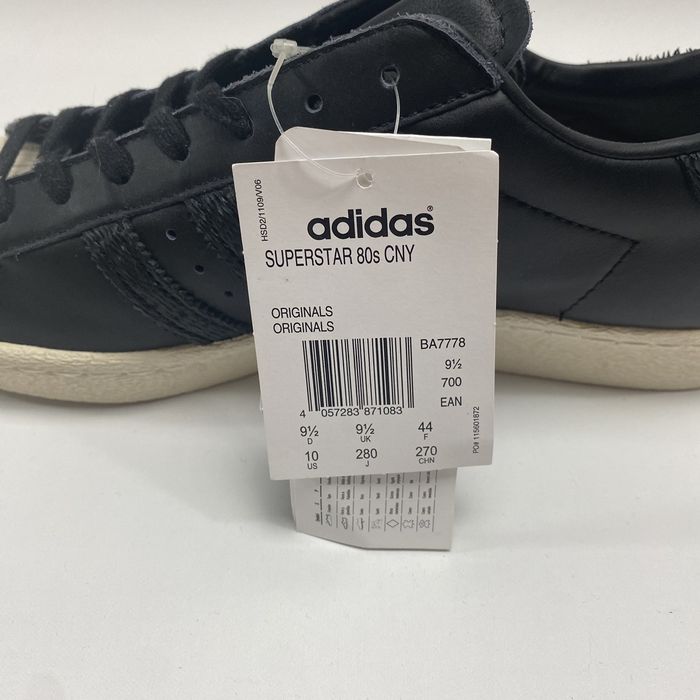 HSD2/1109/V06
adidas®
SUPERSTAR 80s CNY
ORIGINALS
ORIGINALS
BA7778
9½
700
EAN
4 057283 871083
9½ 9½ 44
D UK F
10 280 270
US J CHN
PO# 115601872